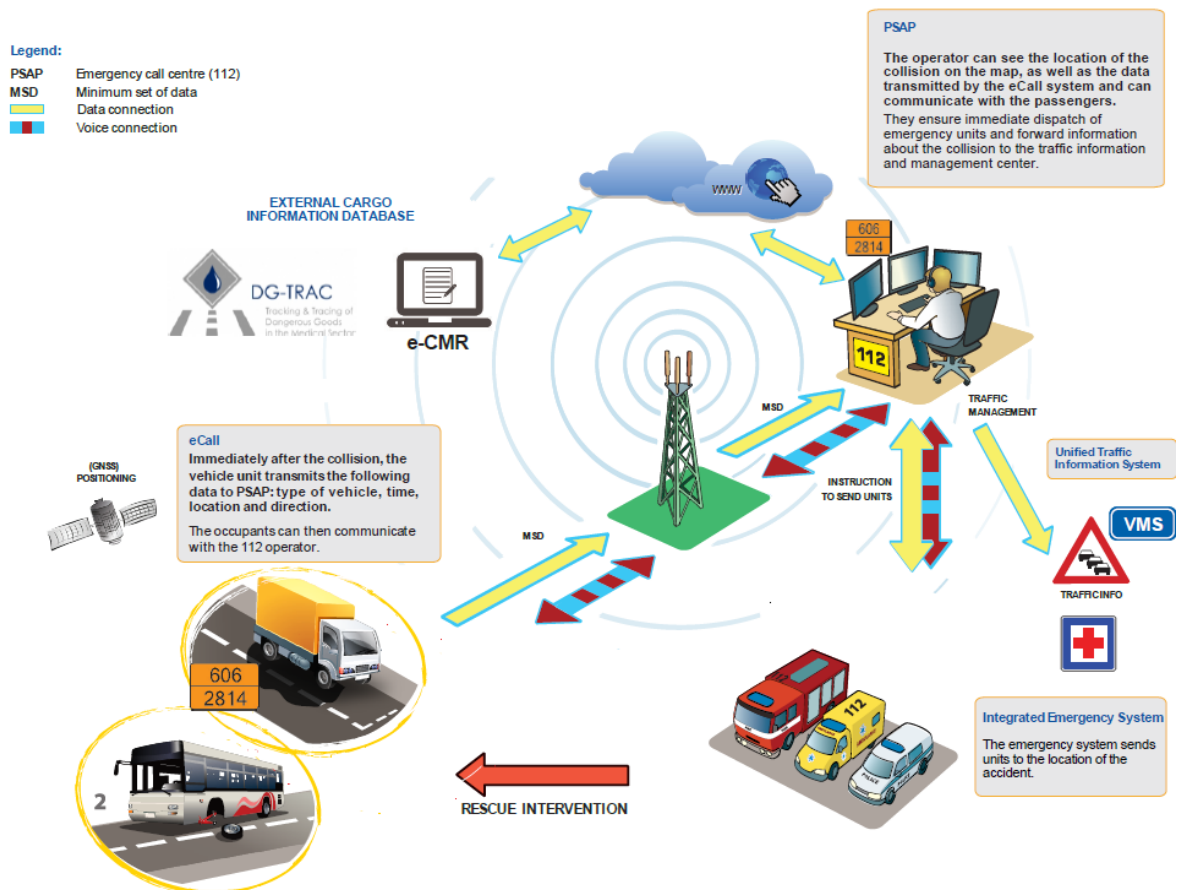 Legend:
PSAP Emergency call centre (112)
MSD Minimum set of data
Data connection
Voice connection
PSAP
The operator can see the location of the
collision on the map, as well as the data
transmitted by the eCall system and can
communicate with the passengers.
They ensure immediate dispatch of
emergency units and forward information
about the collision to the traffic information
and management center.
EXTERNAL CARGO
INFORMATION DATABASE
www
606
2814
DG-TRAC
Tracking & Tracing of
Dangerous Goods
in the Medical Sector
e-CMR
112
TRAFFIC
MANAGEMENT
MSD
eCall
Immediately after the collision, the
vehicle unit transmits the following
data to PSAP: type of vehicle, time,
location and direction.
The occupants can then communicate
with the 112 operator.
(GNSS)
POSITIONING
Unified Traffic
Information System
INSTRUCTION
TO SEND UNITS
VMS
MSD
TRAFFIC INFO
606
2814
112
POLICE
Integrated Emergency System
The emergency system sends
units to the location of the
accident.
2
RESCUE INTERVENTION